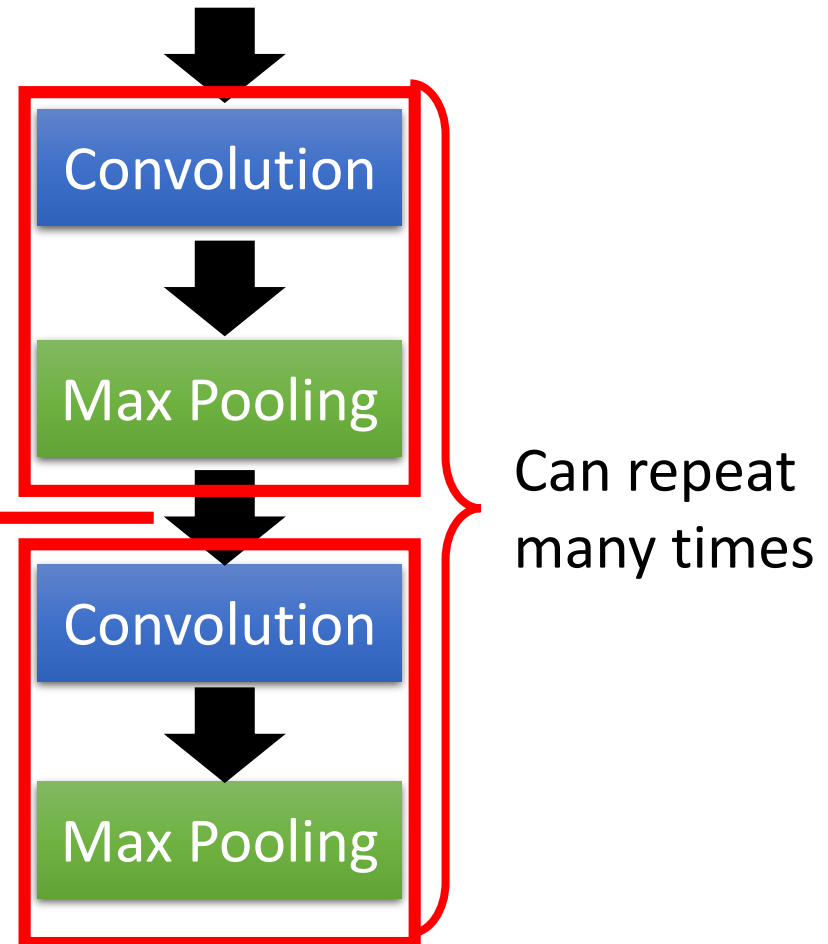 Convolution
Max Pooling
Can repeat
many times
Convolution
Max Pooling